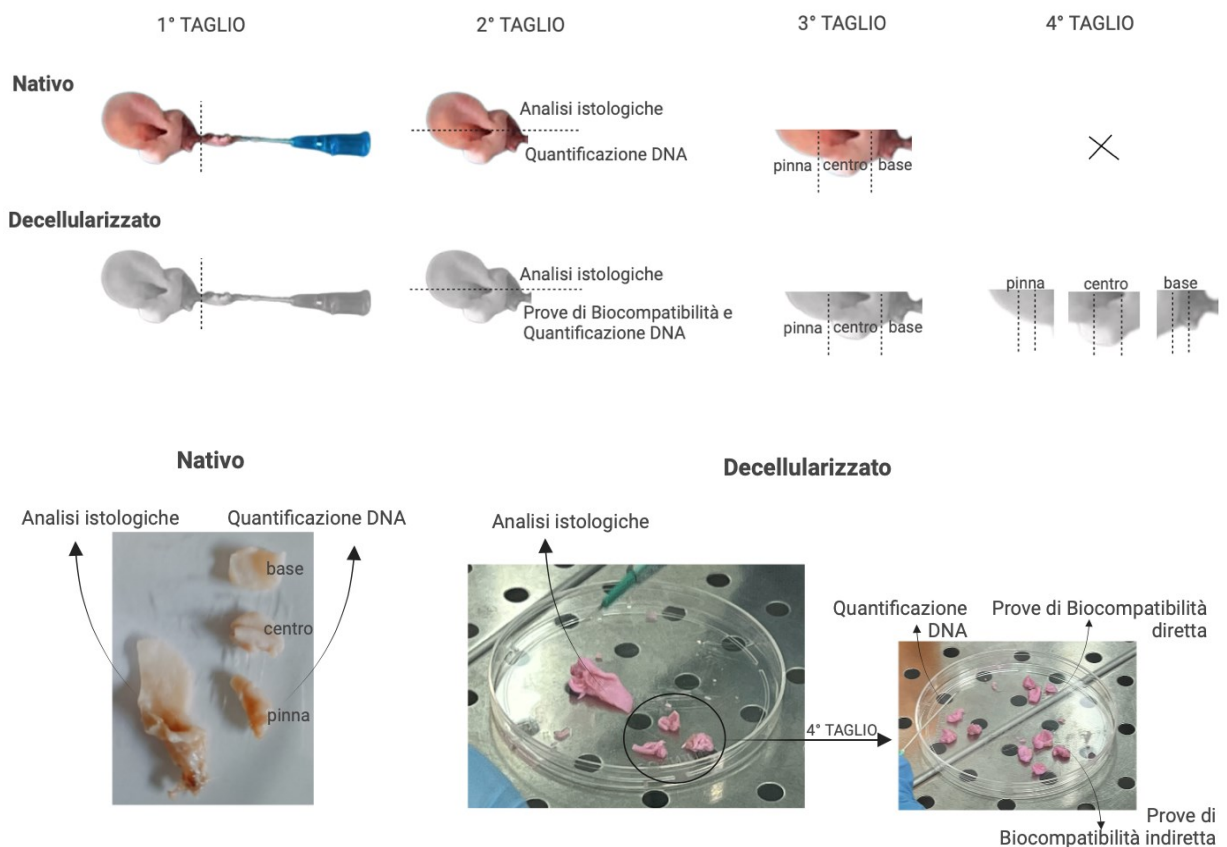 1° TAGLIO
2° TAGLIO
3° TAGLIO
4° TAGLIO
Nativo
Analisi istologiche
Quantificazione DNA
pinna
centro
base
Decellularizzato
Analisi istologiche
Prove di Biocompatibilità e
Quantificazione DNA
pinna
centro
base
pinna
centro
base
Nativo
Analisi istologiche
Quantificazione DNA
base
centro
pinna
Decellularizzato
Analisi istologiche
4° TAGLIO
Quantificazione
DNA
Prove di Biocompatibilità
diretta
Prove di
Biocompatibilità indiretta